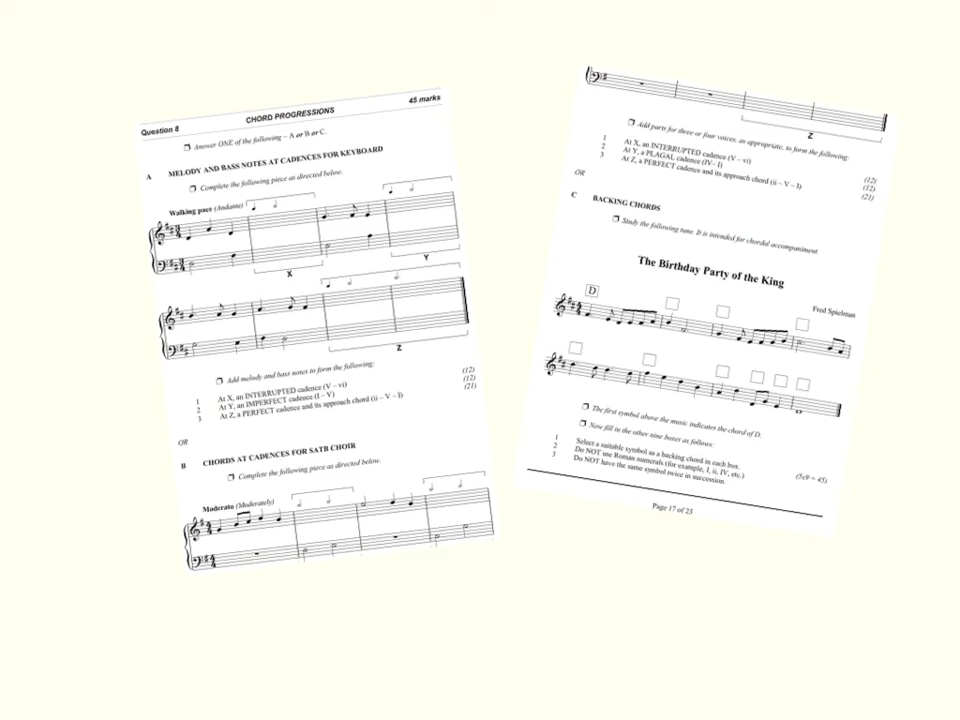 Question 8
CHORD PROGRESSIONS
45 marks
❐ Answer ONE of the following – A or B or C.
A MELODY AND BASS NOTES AT CADENCES FOR KEYBOARD
❐ Complete the following piece as directed below.
Walking pace (Andante)
X
Y
Z
❐ Add melody and bass notes to form the following:
1 At X, an INTERRUPTED cadence (V – vi) (12)
2 At Y, an IMPERFECT cadence (I – V) (12)
3 At Z, a PERFECT cadence and its approach chord (ii – V – I) (21)
OR
B CHORDS AT CADENCES FOR SATB CHOIR
❐ Complete the following piece as directed below.
Moderato (Moderately)
Z
❐ Add parts for three or four voices, as appropriate, to form the following:
1 At X, an INTERRUPTED cadence (V – vi) (12)
2 At Y, a PLAGAL cadence (IV– I) (12)
3 At Z, a PERFECT cadence and its approach chord (ii – V – I) (21)
OR
C BACKING CHORDS
❐ Study the following tune. It is intended for chordal accompaniment
The Birthday Party of the King
Fred Spielman
D
❐ The first symbol above the music indicates the chord of D.
❐ Now fill in the other nine boxes as follows:
1 Select a suitable symbol as a backing chord in each box.
2 Do NOT use Roman numerals (for example, I, ii, IV, etc.)
3 Do NOT have the same symbol twice in succession. (5x9 = 45)
Page 17 of 23